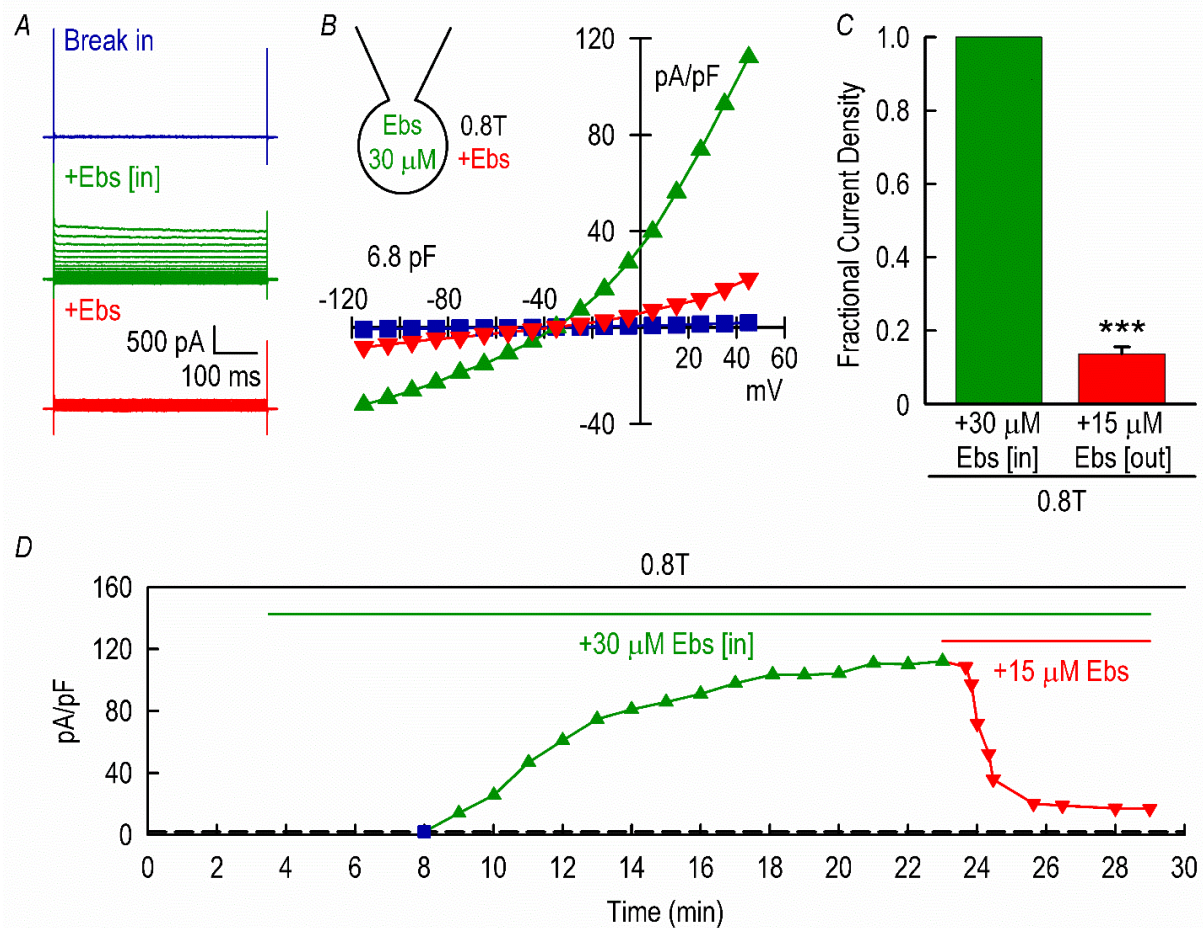 A
Break in
+Ebs [in]
+Ebs
500 pA
100 ms
B
Ebs
30 μM
0.8T
+Ebs
6.8 pF
120
pA/pF
80
40
-40
-120
-80
-40
20
40
60
mV
C
Fractional Current Density
1.0
0.8
0.6
0.4
0.2
0
***
+30 μM
Ebs [in]
+15 μM
Ebs [out]
0.8T
D
0.8T
+30 μM Ebs [in]
+15 μM Ebs
pA/pF
160
120
80
40
0
0 2 4 6 8 10 12 14 16 18 20 22 24 26 28 30
Time (min)